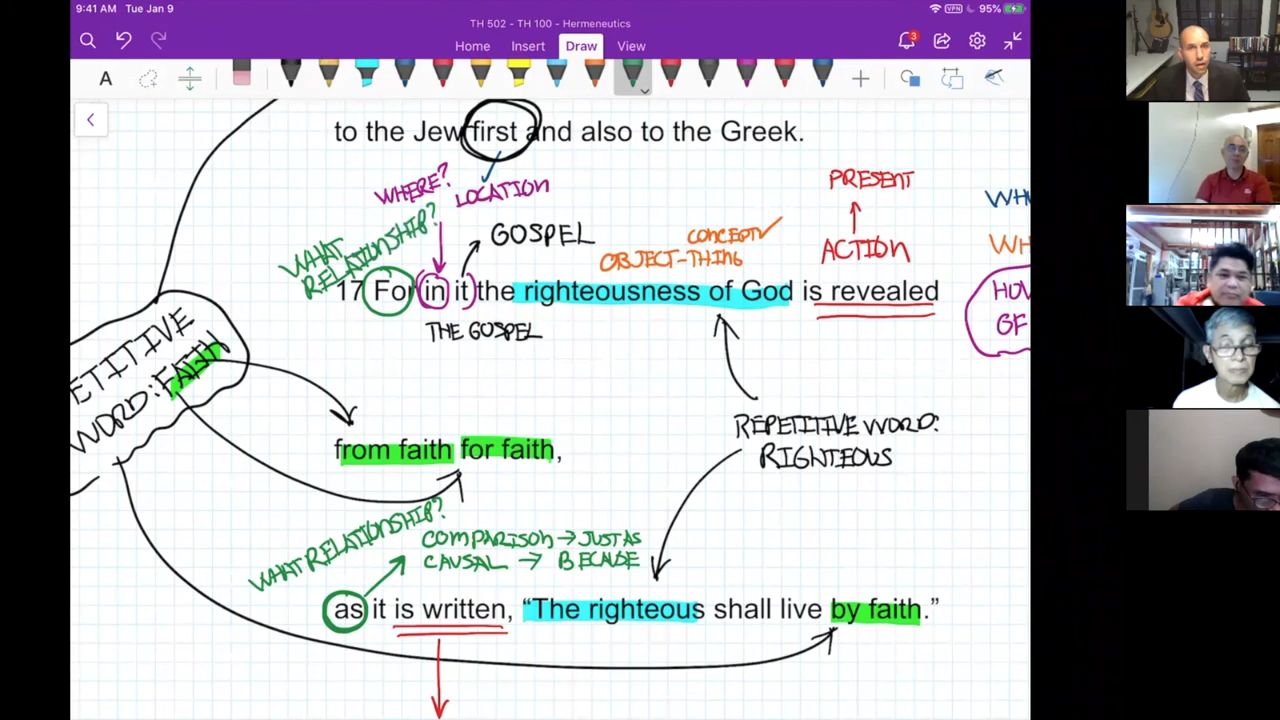 9:41 AM Tue Jan 9
VPN
95%
TH 502 - TH 100 - Hermeneutics
Home Insert Draw View
3
A
to the Jew first and also to the Greek.
WHERE?
LOCATION
PRESENT
WHAT RELATIONSHIP?
GOSPEL
CONCEPT
OBJECT-THING
ACTION
17 For in it the righteousness of God is revealed
THE GOSPEL
ETITIVE
WORD: FAITH
REPETITIVE WORD:
RIGHTEOUS
from faith for faith,
WHAT RELATIONSHIP?
COMPARISON → JUST AS
CAUSAL → BECAUSE
as it is written, “The righteous shall live by faith.”